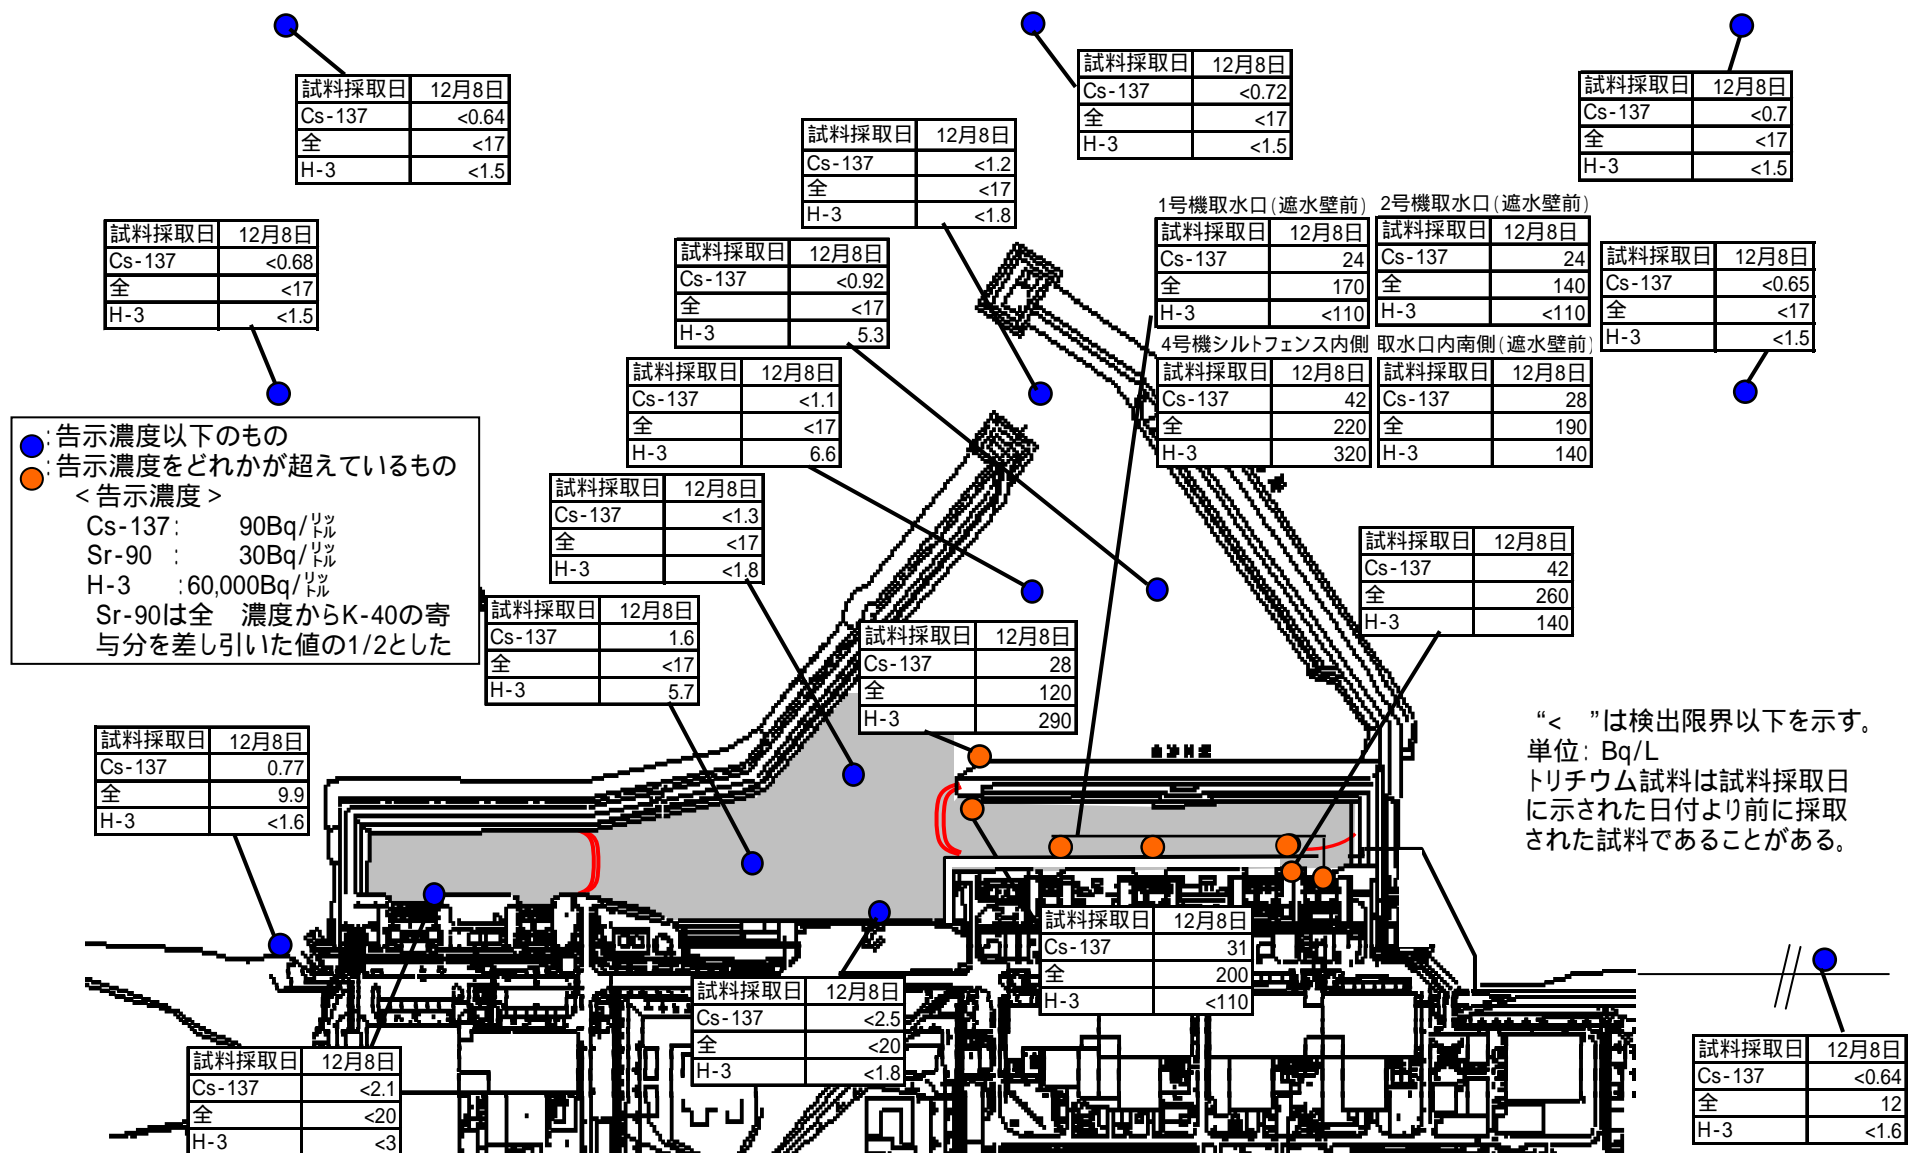 試料採取日 12月8日
Cs-137 <0.64
全 <17
H-3 <1.5
試料採取日 12月8日
Cs-137 <0.72
全 <17
H-3 <1.5
試料採取日 12月8日
Cs-137 <0.7
全 <17
H-3 <1.5
試料採取日 12月8日
Cs-137 <1.2
全 <17
H-3 <1.8
試料採取日 12月8日
Cs-137 <0.68
全 <17
H-3 <1.5
試料採取日 12月8日
Cs-137 <0.92
全 <17
H-3 5.3
1号機取水口(遮水壁前)
試料採取日 12月8日
Cs-137 24
全 170
H-3 <110
2号機取水口(遮水壁前)
試料採取日 12月8日
Cs-137 24
全 140
H-3 <110
試料採取日 12月8日
Cs-137 <0.65
全 <17
H-3 <1.5
4号機シルトフェンス内側
試料採取日 12月8日
Cs-137 42
全 220
H-3 320
取水口内南側(遮水壁前)
試料採取日 12月8日
Cs-137 28
全 190
H-3 140
試料採取日 12月8日
Cs-137 <1.1
全 <17
H-3 6.6
:告示濃度以下のもの
:告示濃度をどれかが超えているもの
<告示濃度>
Cs-137: 90Bq/リットル
Sr-90 : 30Bq/リットル
H-3 :60,000Bq/リットル
Sr-90は全 濃度からK-40の寄
与分を差し引いた値の1/2とした
試料採取日 12月8日
Cs-137 <1.3
全 <17
H-3 <1.8
試料採取日 12月8日
Cs-137 42
全 260
H-3 140
試料採取日 12月8日
Cs-137 1.6
全 <17
H-3 5.7
試料採取日 12月8日
Cs-137 28
全 120
H-3 290
“< ”は検出限界以下を示す。
単位: Bq/L
トリチウム試料は試料採取日
に示された日付より前に採取
された試料であることがある。
試料採取日 12月8日
Cs-137 0.77
全 9.9
H-3 <1.6
試料採取日 12月8日
Cs-137 31
全 200
H-3 <110
試料採取日 12月8日
Cs-137 <2.5
全 <20
H-3 <1.8
試料採取日 12月8日
Cs-137 <2.1
全 <20
H-3 <3
試料採取日 12月8日
Cs-137 <0.64
全 12
H-3 <1.6